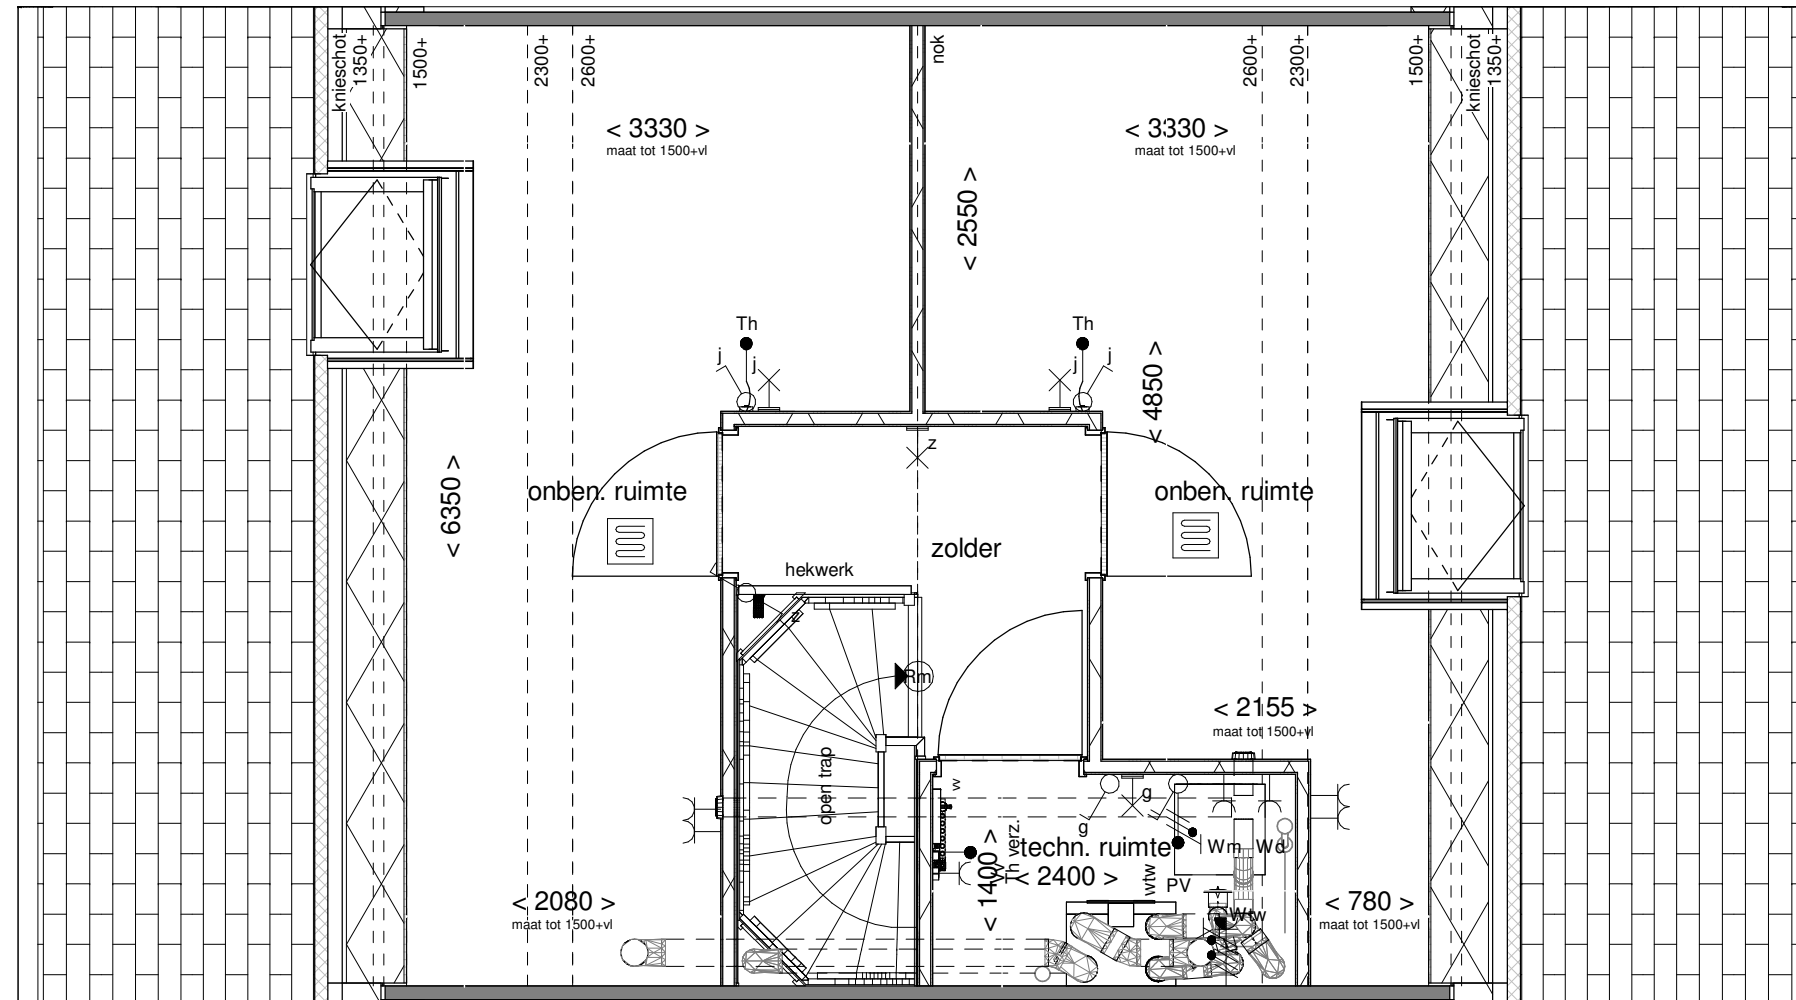 knieschot
1350+
1500+
2300+
2600+
nok
2600+
2300+
1500+
knieschot
1350+
< 3330 >
maat tot 1500+vl
< 3330 >
maat tot 1500+vl
< 2550 >
Th
j
j
Th
j
j
< 4850 >
z
< 6350 >
onben. ruimte
onben. ruimte
zolder
hekwerk
z
Rm
< 2155 >
maat tot 1500+vl
open trap
w
g
g
Th verz.
techn. ruimte
Wm
Wd
< 1400 >
< 2400 >
wtw
PV
Wtw
< 2080 >
maat tot 1500+vl
< 780 >
maat tot 1500+vl